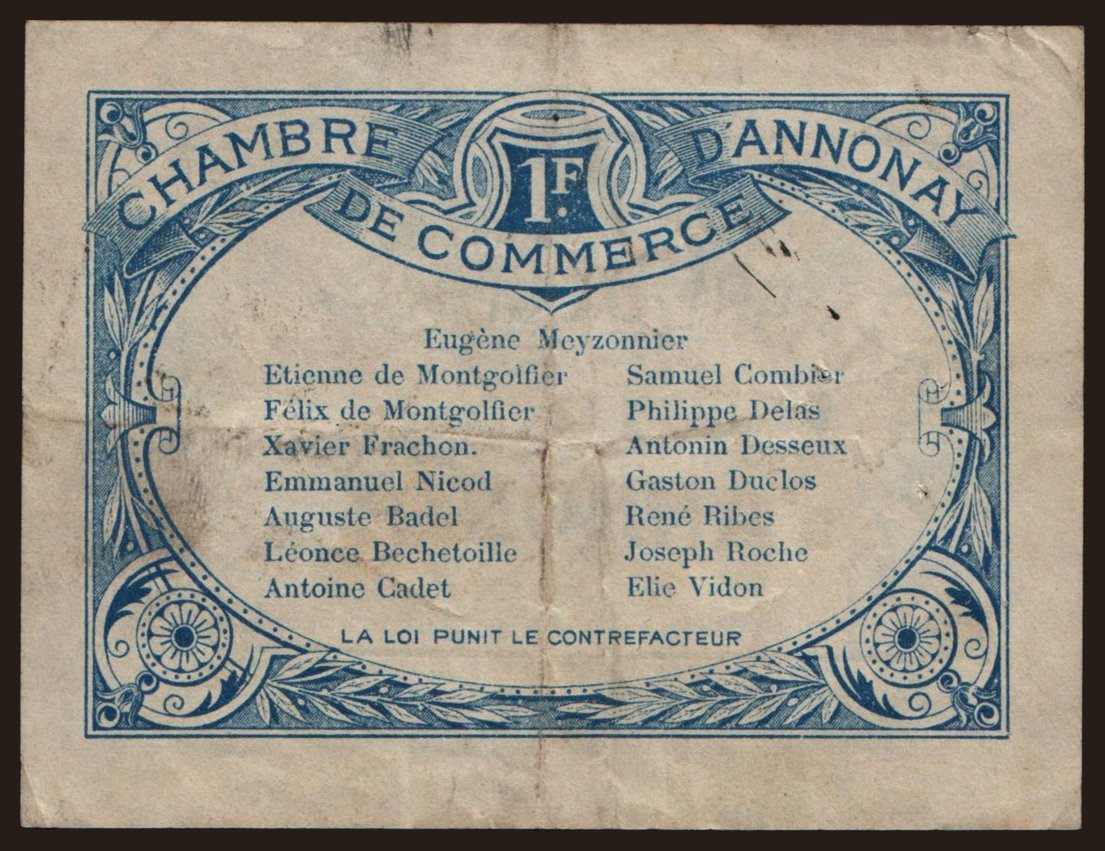 CHAMBRE
DE COMMERCE
D'ANNONAY
1F.
Eugène Meyzonnier
Etienne de Montgolfier
Félix de Montgolfier
Xavier Frachon.
Emmanuel Nicod
Auguste Badel
Léonce Bechetoille
Antoine Cadet
Samuel Combier
Philippe Delas
Antonin Desseux
Gaston Duclos
René Ribes
Joseph Roche
Elie Vidon
LA LOI PUNIT LE CONTREFACTEUR